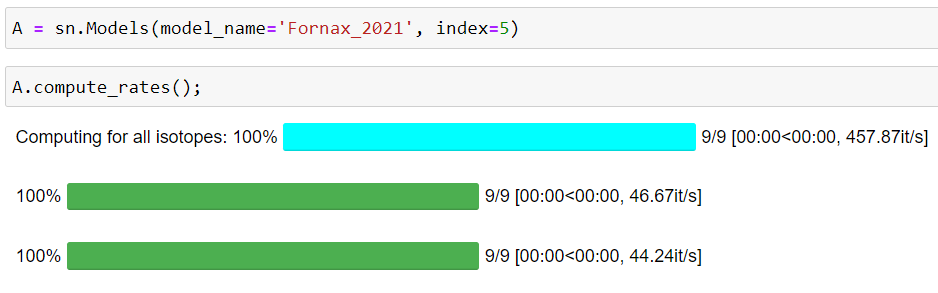 A = sn.Models(model_name='Fornax_2021', index=5)
A.compute_rates();
Computing for all isotopes: 100% 9/9 [00:00<00:00, 457.87it/s]
100% 9/9 [00:00<00:00, 46.67it/s]
100% 9/9 [00:00<00:00, 44.24it/s]